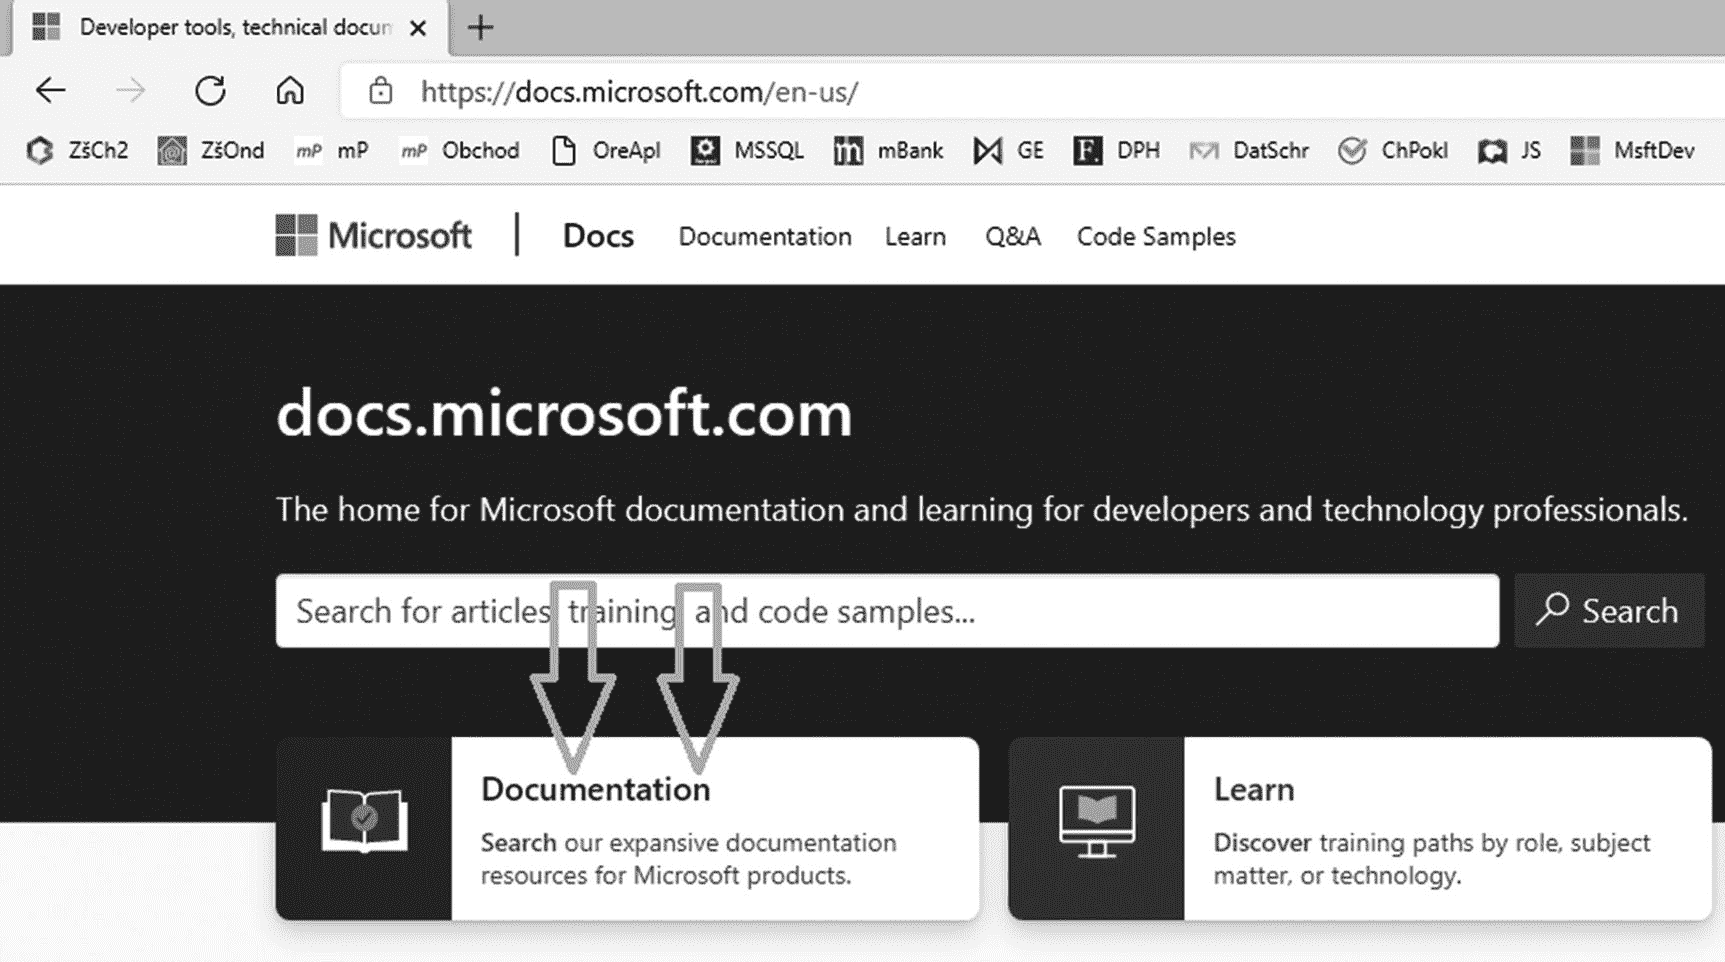 Developer tools, technical docun
https://docs.microsoft.com/en-us/
ZšCh2 ZšOnd mP mP mP Obchod OreApl MSSQL mBank GE F. DPH DatSchr ChPokl JS MsftDev
Microsoft | Docs Documentation Learn Q&A Code Samples
docs.microsoft.com
The home for Microsoft documentation and learning for developers and technology professionals.
Search for articles, training, and code samples... Search
Documentation
Search our expansive documentation
resources for Microsoft products.
Learn
Discover training paths by role, subject
matter, or technology.